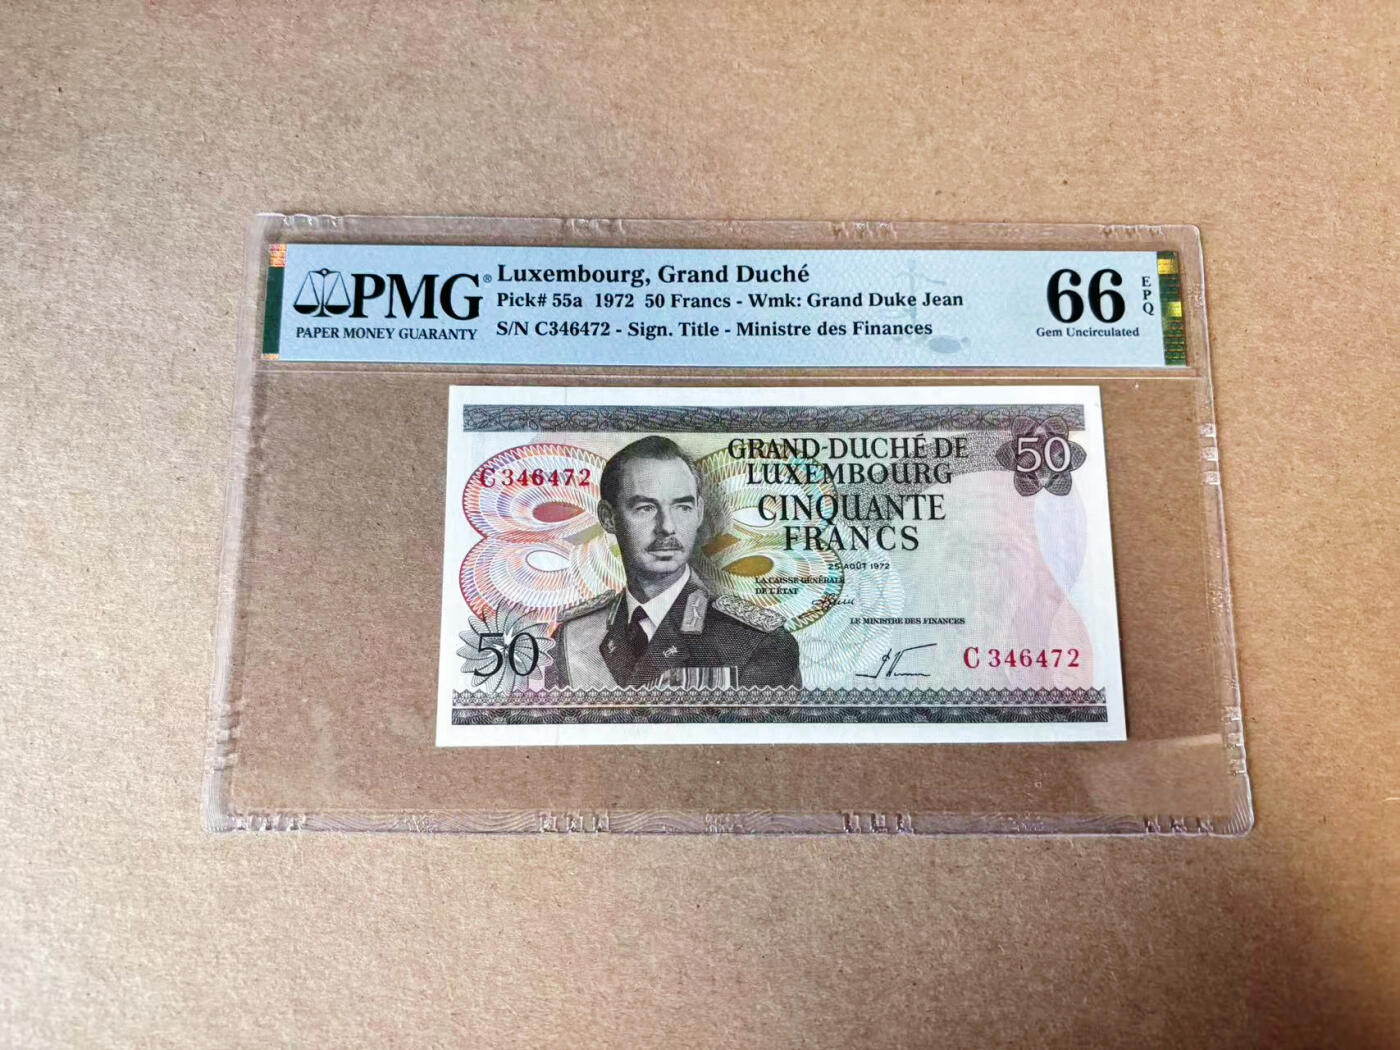 PMG®
PAPER MONEY GUARANTY
Luxembourg, Grand Duché
Pick# 55a 1972 50 Francs - Wmk: Grand Duke Jean
S/N C346472 - Sign. Title - Ministre des Finances
66
Gem Uncirculated
EPQ
GRAND-DUCHÉ DE
LUXEMBOURG
CINQUANTE
FRANCS
50
C 346472
25 AOÛT 1972
LA CAISSE GÉNÉRALE
DE L'ÉTAT
LE MINISTRE DES FINANCES
50
C 346472